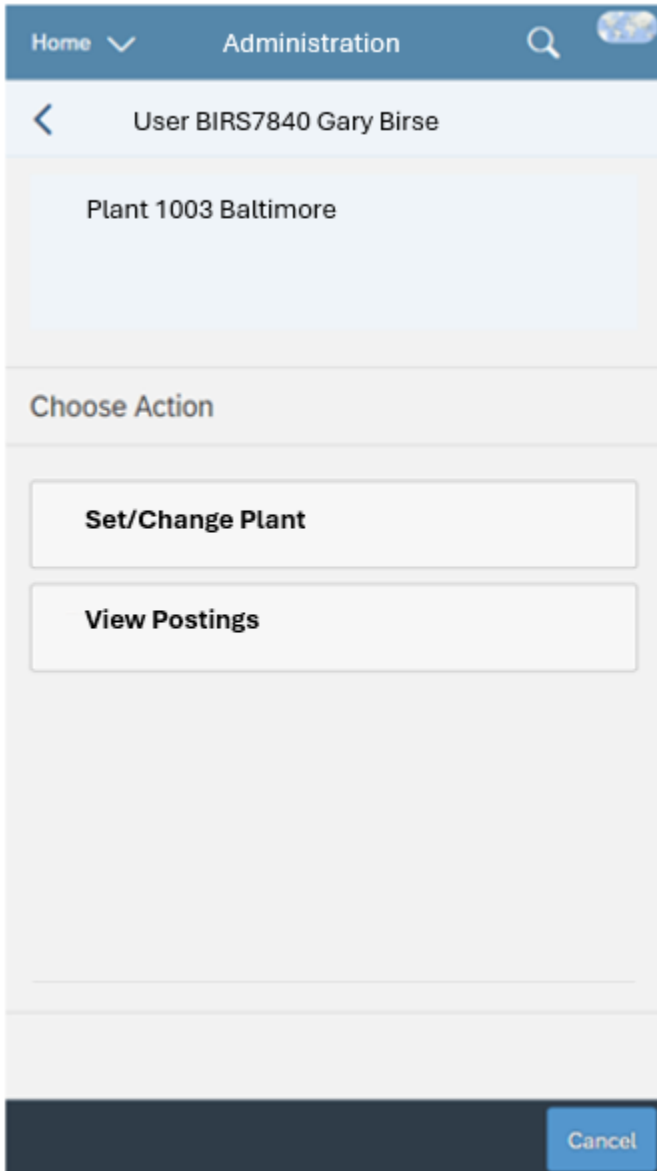 Home Administration
User BIRS7840 Gary Birse
Plant 1003 Baltimore
Choose Action
Set/Change Plant
View Postings
Cancel